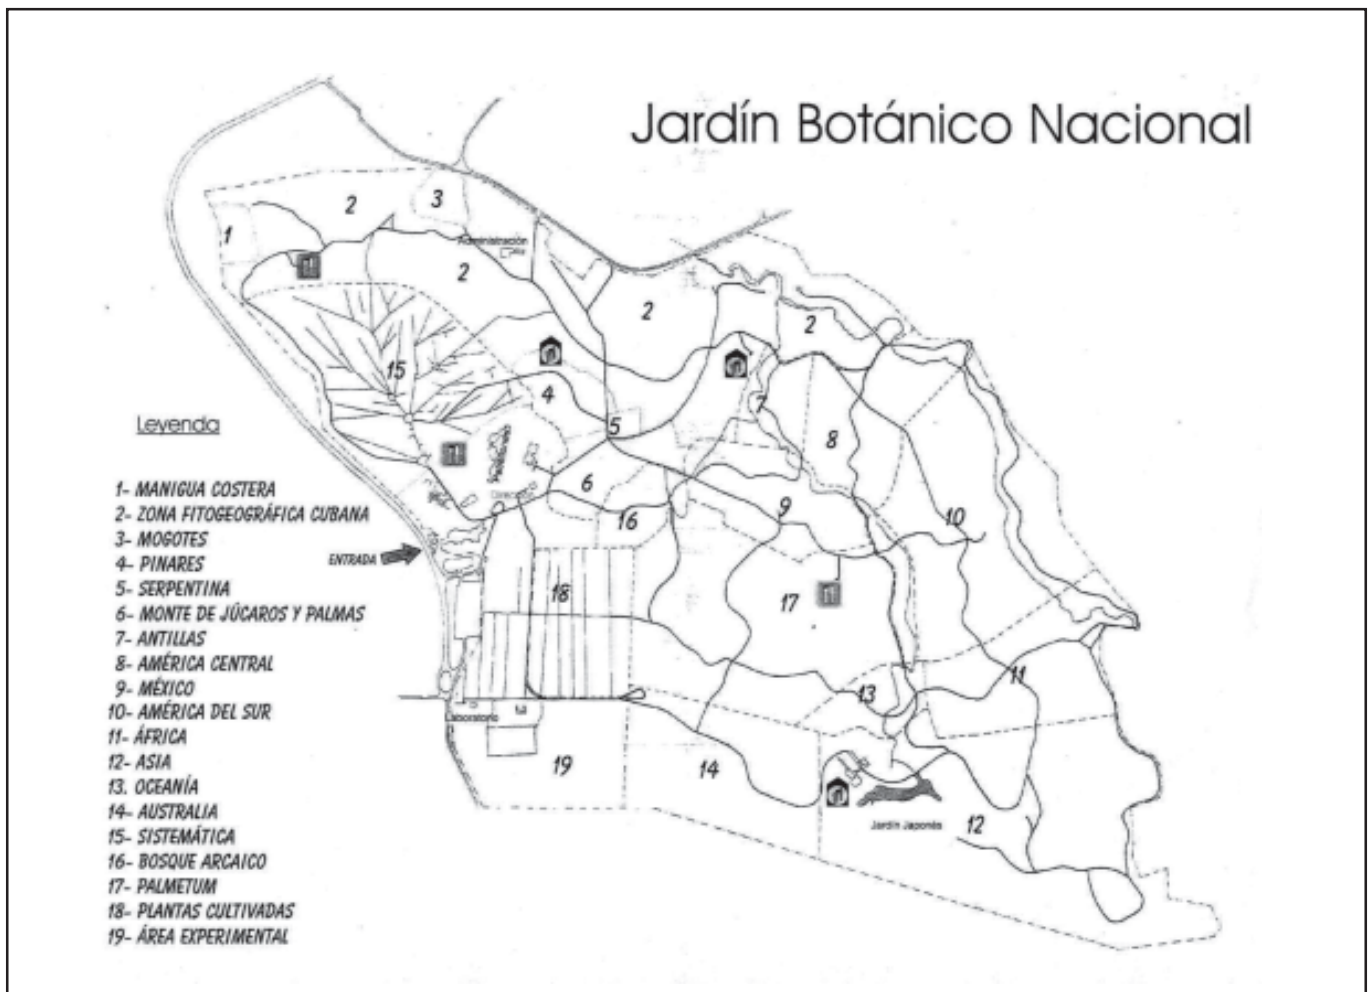 Jardín Botánico Nacional
2
3
1
Administración
2
2
2
15
4
5
7
8
6
16
9
10
18
17
11
13
19
14
12
Dirección
ENTRADA
Laboratorio
Jardín Japonés
Leyenda
1- MANIGUA COSTERA
2- ZONA FITOGEOGRÁFICA CUBANA
3- MOGOTES
4- PINARES
5- SERPENTINA
6- MONTE DE JÚCAROS Y PALMAS
7- ANTILLAS
8- AMÉRICA CENTRAL
9- MÉXICO
10- AMÉRICA DEL SUR
11- ÁFRICA
12- ASIA
13. OCEANÍA
14- AUSTRALIA
15- SISTEMÁTICA
16- BOSQUE ARCAICO
17- PALMETUM
18- PLANTAS CULTIVADAS
19- ÁREA EXPERIMENTAL